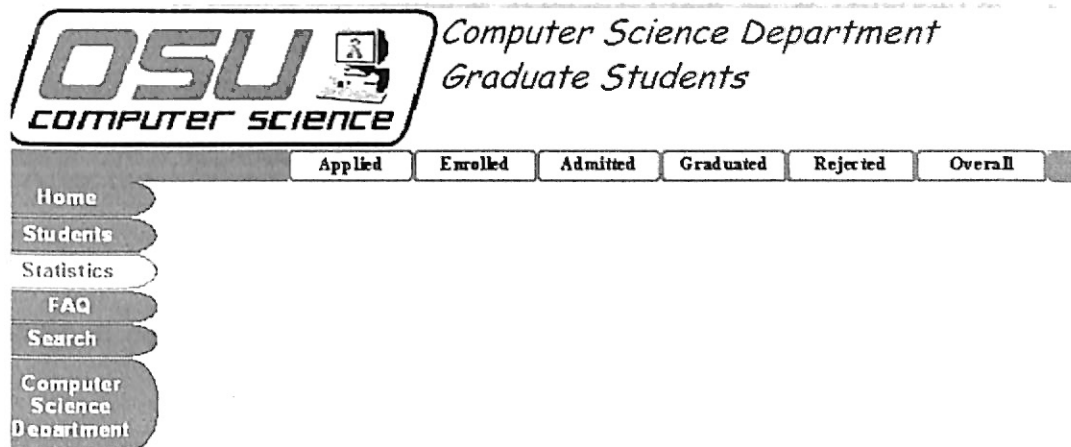 OSU
computer science
Computer Science Department
Graduate Students
Applied Enrolled Admitted Graduated Rejected Overall
Home
Students
Statistics
FAQ
Search
Computer
Science
Department